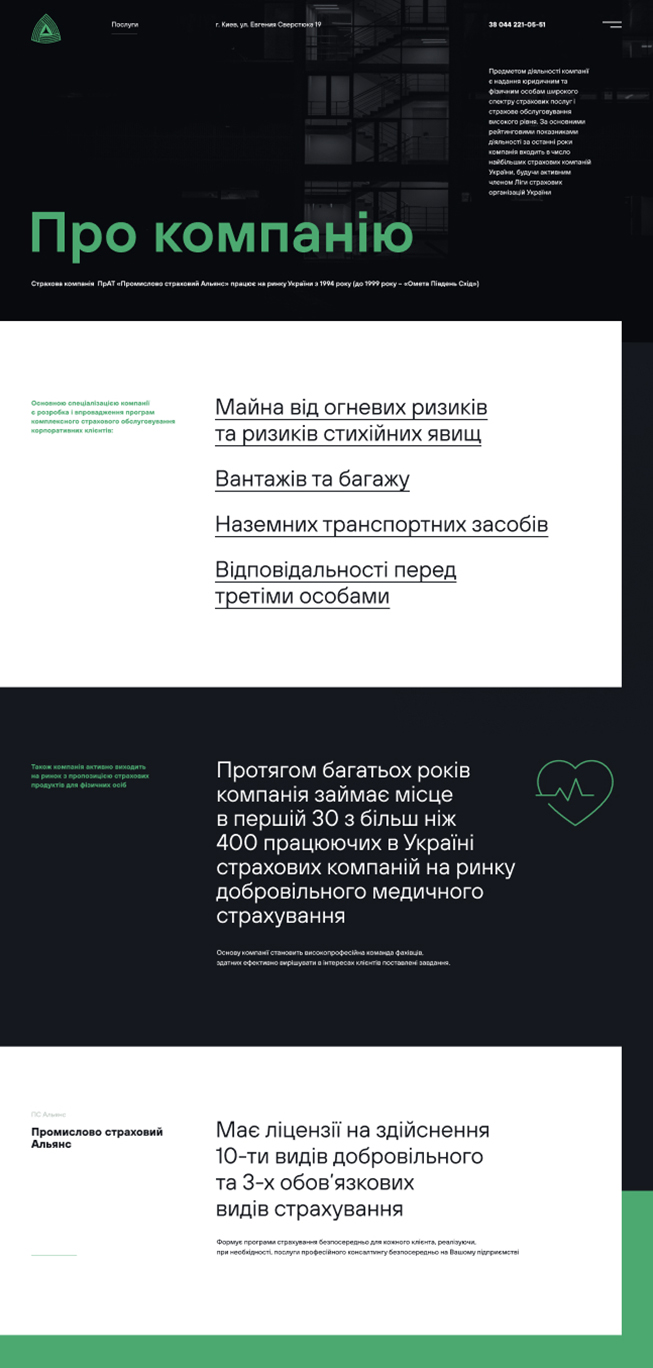 Послуги
г. Киев, ул. Евгения Сверстюка 19
38 044 221-05-51
Предметом діяльності компанії
є надання юридичним та
фізичним особам широкого
спектру страхових послуг і
страхове обслуговування
високого рівня. За основними
рейтинговими показниками
діяльності за останні роки
компанія входить в число
найбільших страхових компаній
України, будучи активним
членом Ліги страхових
організацій України
Про компанію
Страхова компанія ПрАТ «Промислово страховий Альянс» працює на ринку України з 1994 року (до 1999 року – «Омета Південь Схід»)
Основною спеціалізацією компанії
є розробка і впровадження програм
комплексного страхового обслуговування
корпоративних клієнтів:
Майна від огневих ризиків
та ризиків стихійних явищ
Вантажів та багажу
Наземних транспортних засобів
Відповідальності перед
третіми особами
Також компанія активно виходить
на ринок з пропозицією страхових
продуктів для фізичних осіб
Протягом багатьох років
компанія займає місце
в першій 30 з більш ніж
400 працюючих в Україні
страхових компаній на ринку
добровільного медичного
страхування
Основу компанії становить високопрофесійна команда фахівців,
здатних ефективно вирішувати в інтересах клієнтів поставлені завдання.
ПС Альянс
Промислово страховий
Альянс
Має ліцензії на здійснення
10-ти видів добровільного
та 3-х обов’язкових
видів страхування
Формує програми страхування безпосередньо для кожного клієнта, реалізуючи,
при необхідності, послуги професійного консалтингу безпосередньо на Вашому підприємстві